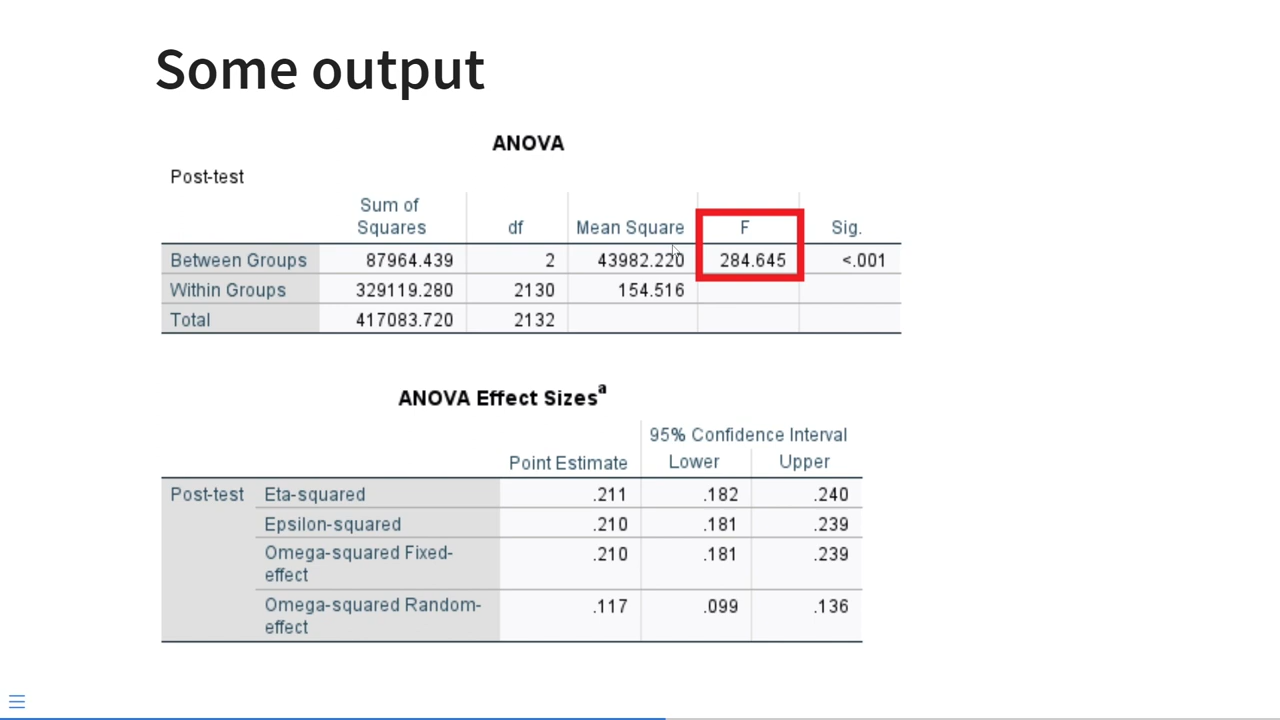 Some output
ANOVA
Post-test
Sum of Squares df Mean Square F Sig.
Between Groups 87964.439 2 43982.220 284.645 <.001
Within Groups 329119.280 2130 154.516
Total 417083.720 2132
ANOVA Effect Sizesᵃ
95% Confidence Interval
Point Estimate Lower Upper
Post-test Eta-squared .211 .182 .240
Epsilon-squared .210 .181 .239
Omega-squared Fixed-effect .210 .181 .239
Omega-squared Random-effect .117 .099 .136